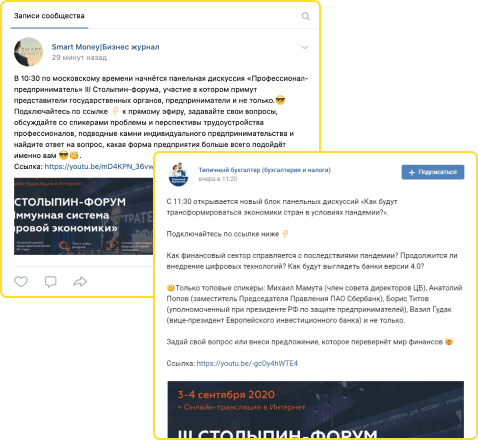 Записи сообщества
Smart Money|Бизнес журнал
29 минут назад
В 10:30 по московскому времени начнётся панельная дискуссия «Профессионал-
предприниматель» III Столыпин-форума, участие в котором примут
представители государственных органов, предприниматели и не только.😎
Подключайтесь по ссылке 👇🏻 к прямому эфиру, задавайте свои вопросы,
обсуждайте со спикерами проблемы и перспективы трудоустройства
профессионалов, подводные камни индивидуального предпринимательства и
найдите ответ на вопрос, какая форма предприятия больше всего подойдёт
именно вам 😎
Ссылка: https://youtu.be/mD4KPN_36vw
+ Онлайн-трансляция в Интернет
СТОЛЫПИН-ФОРУМ
Иммунная система
ировой экономики»
Типичный бухгалтер (бухгалтерия и налоги)
вчера в 11:20
+ Подписаться
С 11:30 открывается новый блок панельных дискуссий «Как будут
трансформироваться экономики стран в условиях пандемии?».
Подключайтесь по ссылке ниже 👇🏻
Как финансовый сектор справляется с последствиями пандемии? Продолжится ли
внедрение цифровых технологий? Как будут выглядеть банки версии 4.0?
Только топовые спикеры: Михаил Мамута (член совета директоров ЦБ), Анатолий
Попов (заместитель Председателя Правления ПАО Сбербанк), Борис Титов
(уполномоченный при президенте РФ по защите предпринимателей), Вазил Гудак
(вице-президент Европейского инвестиционного банка) и не только.
Задай свой вопрос или внеси предложение, которое перевернёт мир финансов
Ссылка: https://youtu.be/-gcOy4hWTE4
3-4 сентября 2020
+ Онлайн-трансляция в Интернет
III СТОЛЫПИН-ФОРУМ